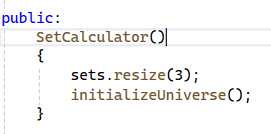 public:
    SetCalculator()
    {
        sets.resize(3);
        initializeUniverse();
    }